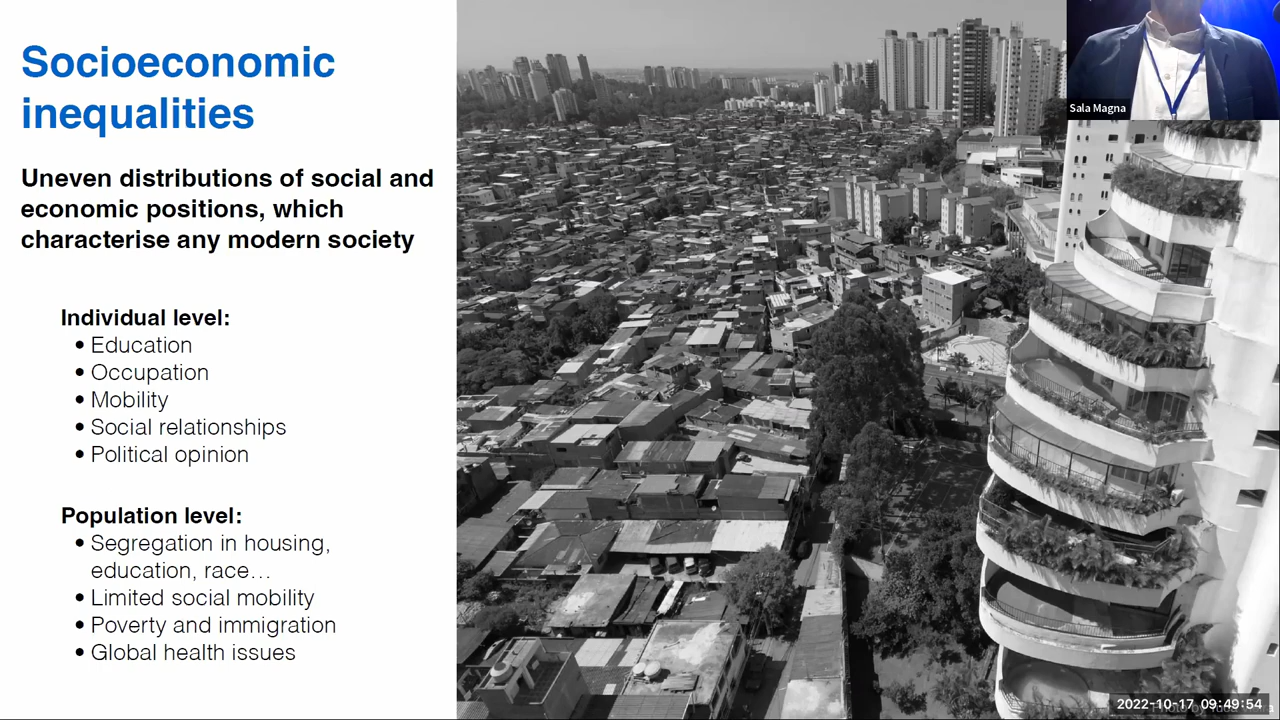 Socioeconomic
inequalities
Uneven distributions of social and
economic positions, which
characterise any modern society
Individual level:
• Education
• Occupation
• Mobility
• Social relationships
• Political opinion
Population level:
• Segregation in housing,
education, race...
• Limited social mobility
• Poverty and immigration
• Global health issues
Sala Magna
2022-10-17 09:49:54